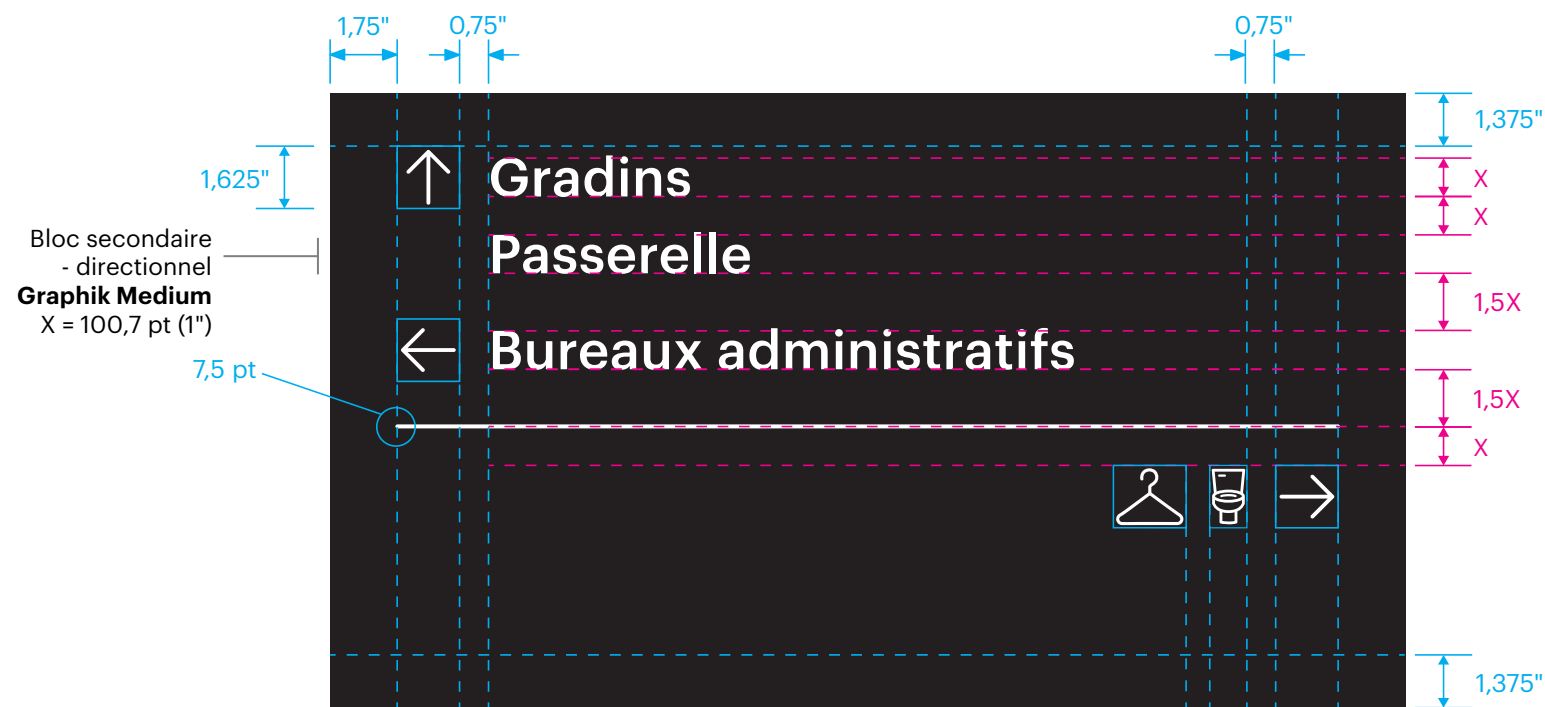 1,75"
0,75"
0,75"
1,375"
1,625"
Gradins
X
X
Bloc secondaire
- directionnel
Graphik Medium
X = 100,7 pt (1")
Passerelle
1,5X
Bureaux administratifs
7,5 pt
1,5X
X
1,375"